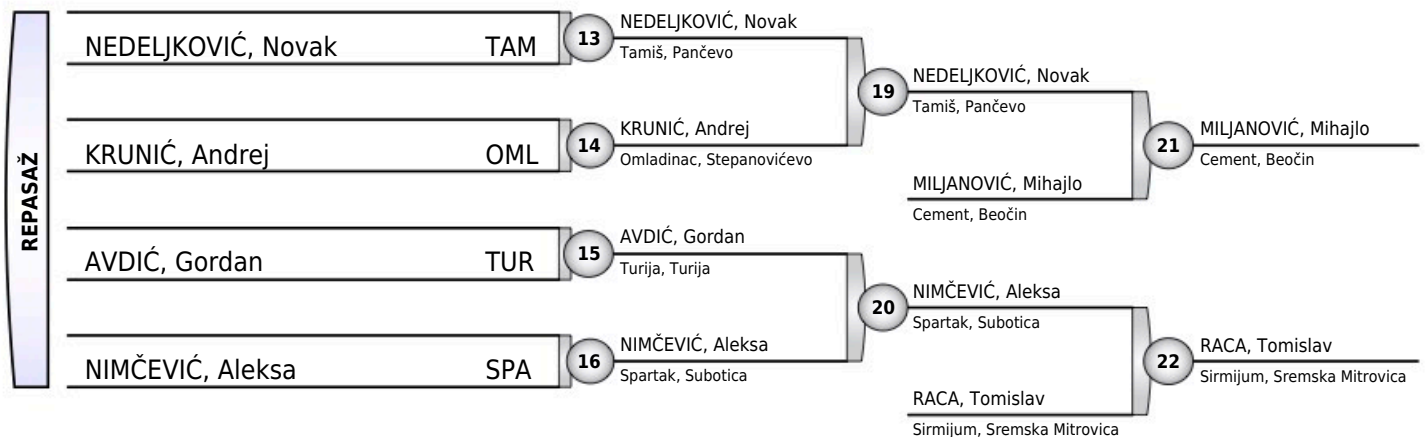 REPASAŽ
NEDELJKOVIĆ, Novak TAM
KRUNIĆ, Andrej OML
AVDIĆ, Gordan TUR
NIMČEVIĆ, Aleksa SPA
13
NEDELJKOVIĆ, Novak
Tamiš, Pančevo
14
KRUNIĆ, Andrej
Omladinac, Stepanovićevo
15
AVDIĆ, Gordan
Turija, Turija
16
NIMČEVIĆ, Aleksa
Spartak, Subotica
19
NEDELJKOVIĆ, Novak
Tamiš, Pančevo
MILJANOVIĆ, Mihajlo
Cement, Beočin
20
NIMČEVIĆ, Aleksa
Spartak, Subotica
RACA, Tomislav
Sirmijum, Sremska Mitrovica
21
MILJANOVIĆ, Mihajlo
Cement, Beočin
22
RACA, Tomislav
Sirmijum, Sremska Mitrovica